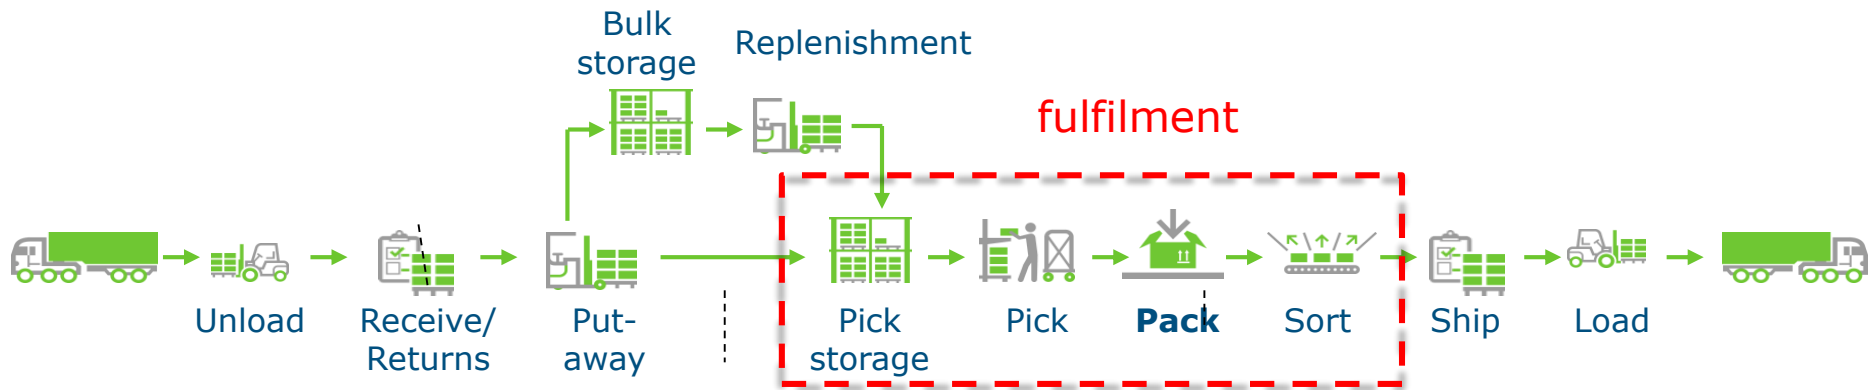 Bulk
storage
Replenishment
fulfilment
Unload
Receive/
Returns
Put-
away
Pick
storage
Pick
Pack
Sort
Ship
Load